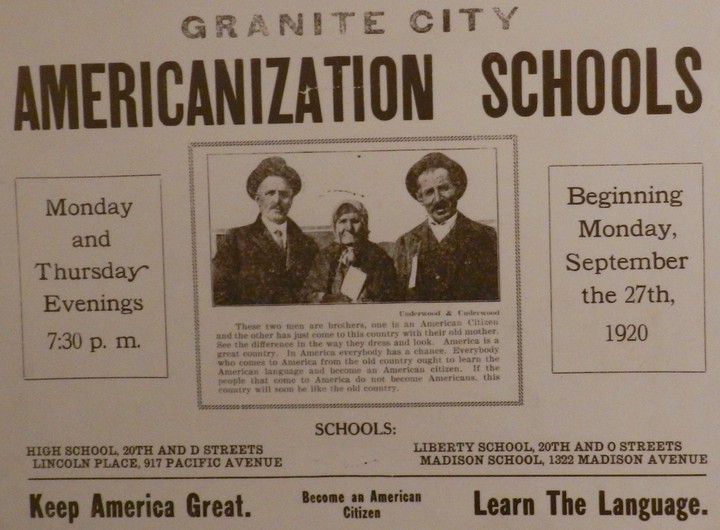 GRANITE CITY
AMERICANIZATION SCHOOLS
Monday
and
Thursday
Evenings
7:30 p. m.
Underwood & Underwood
These two men are brothers, one is an American Citizen
and the other has just come to this country with their old mother.
See the difference in the way they dress and look. America is a
great country. In America everybody has a chance. Everybody
who comes to America from the old country ought to learn the
American language and become an American citizen. If the
people that come to America do not become Americans, this
country will soon be like the old country.
Beginning
Monday,
September
the 27th,
1920
SCHOOLS:
HIGH SCHOOL, 20TH AND D STREETS
LINCOLN PLACE, 917 PACIFIC AVENUE
LIBERTY SCHOOL, 20TH AND O STREETS
MADISON SCHOOL, 1322 MADISON AVENUE
Keep America Great.
Become an American
Citizen
Learn The Language.